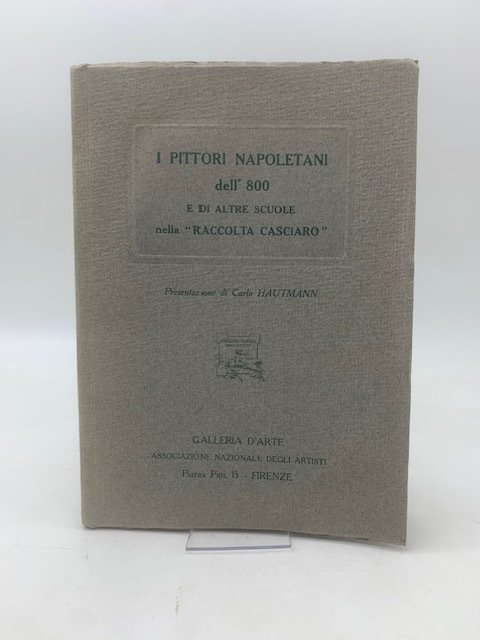 I PITTORI NAPOLETANI
dell' 800
E DI ALTRE SCUOLE
nella "RACCOLTA CASCIARO"
Presentazione di Carlo HAUTMANN
GALLERIA D'ARTE
ASSOCIAZIONE NAZIONALE DEGLI ARTISTI
Piazza Pitti, 15 - FIRENZE